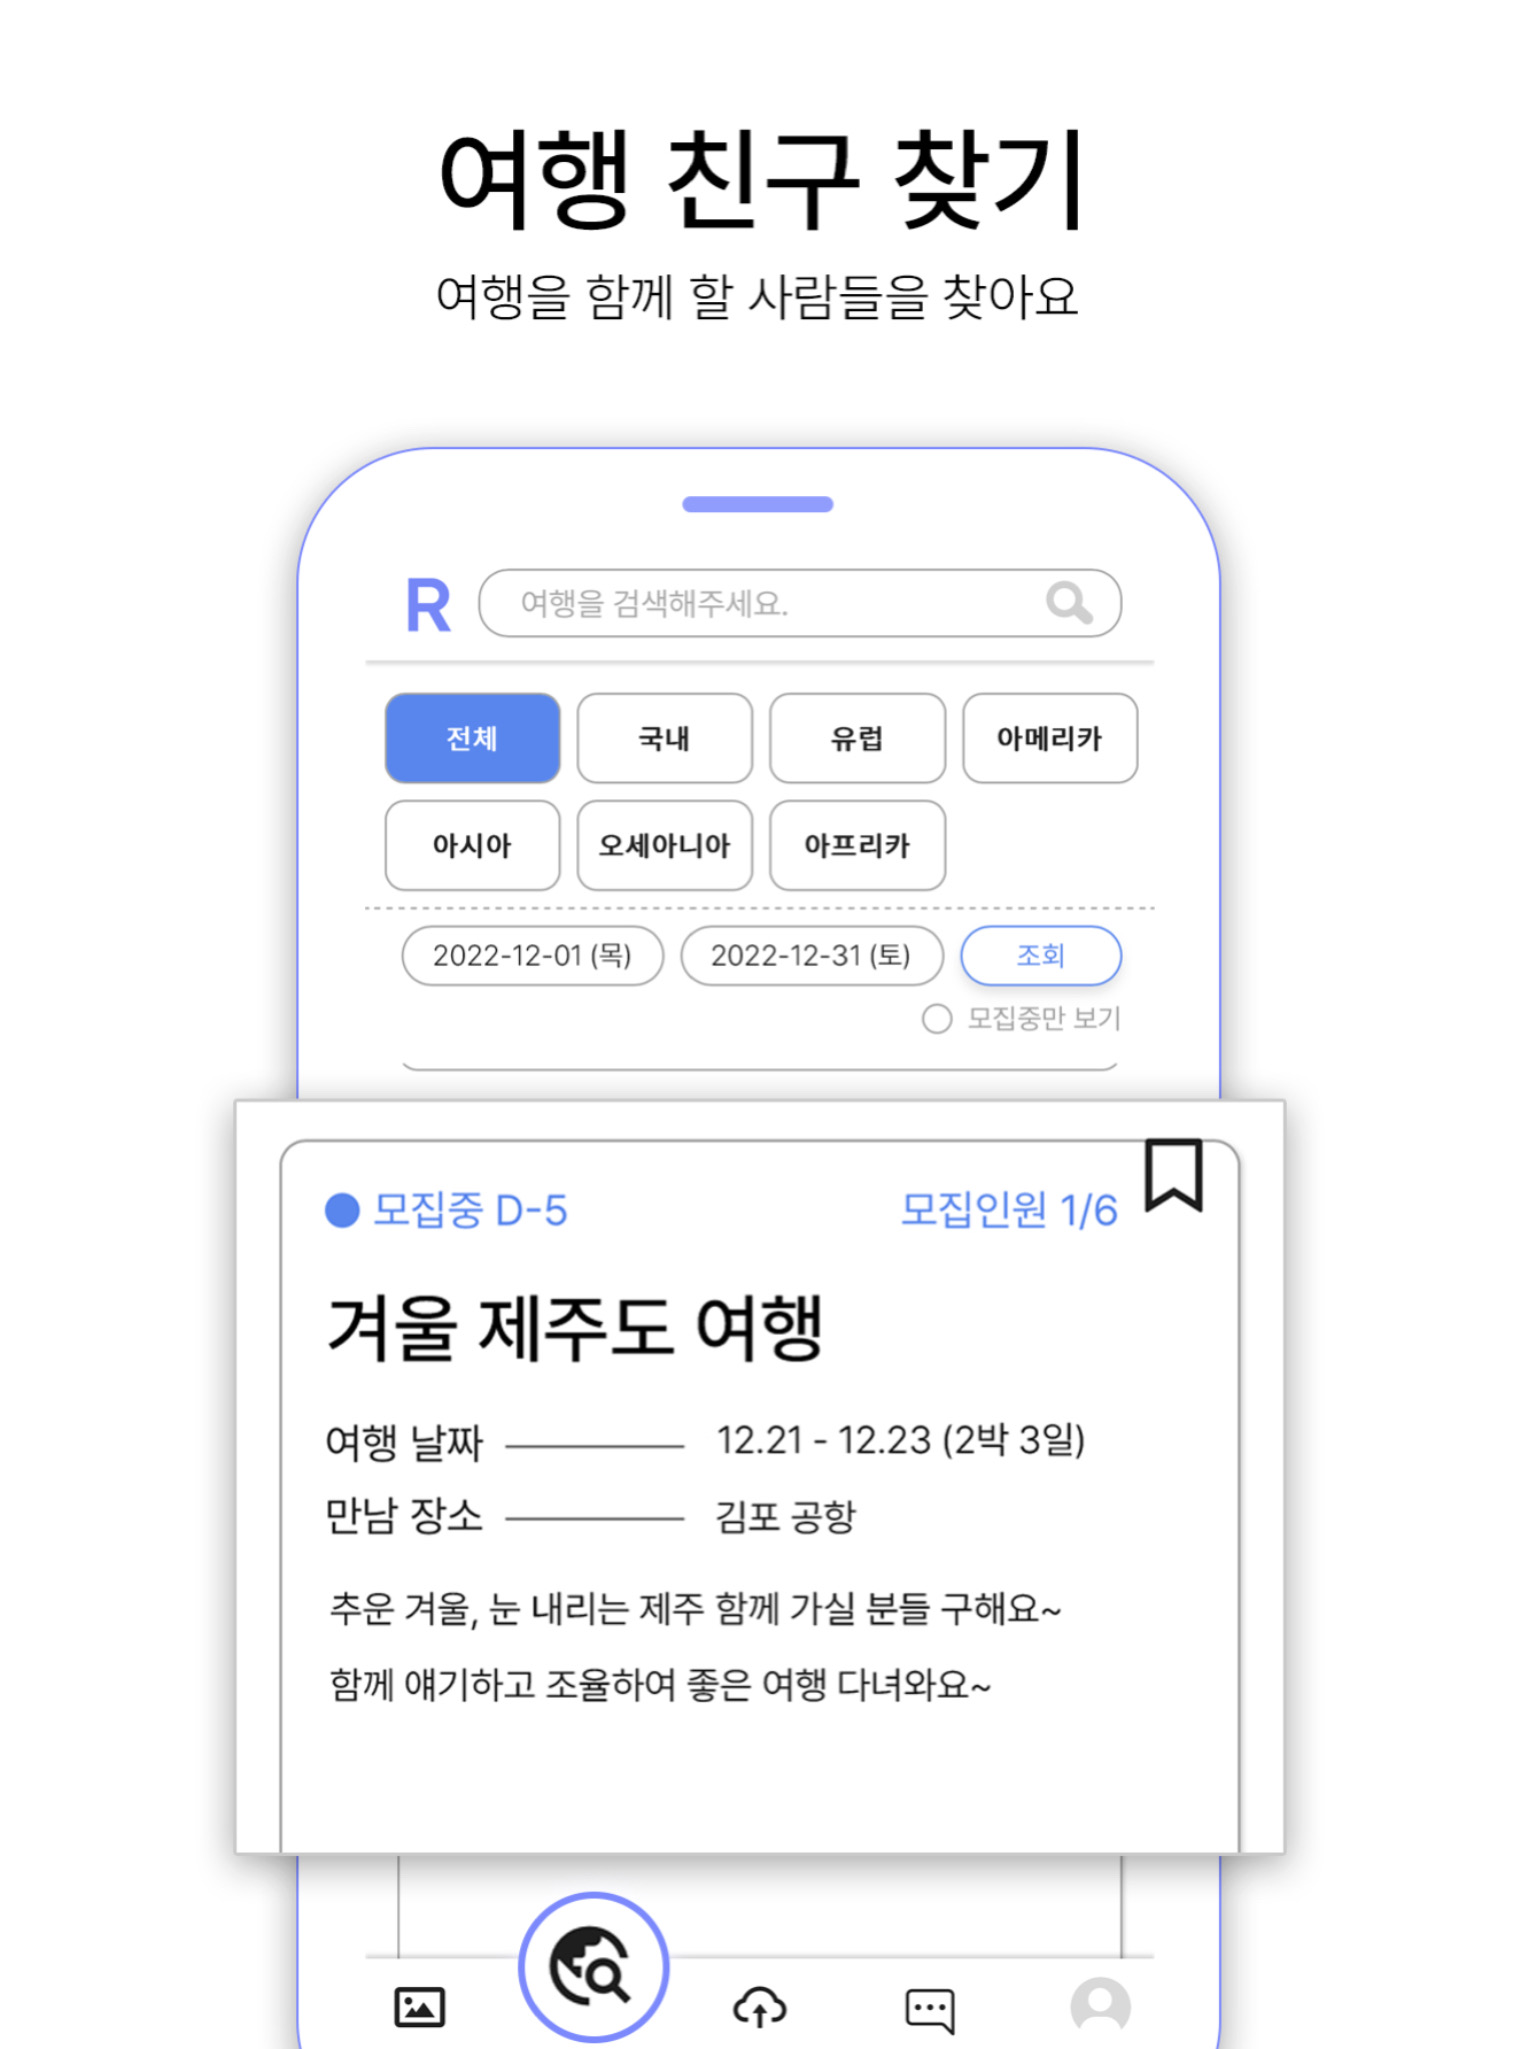 여행 친구 찾기
여행을 함께 할 사람들을 찾아요
R 여행을 검색해주세요.
전체 국내 유럽 아메리카
아시아 오세아니아 아프리카
2022-12-01 (목) 2022-12-31 (토) 조회
모집중만 보기
모집중 D-5 모집인원 1/6
겨울 제주도 여행
여행 날짜 12.21 - 12.23 (2박 3일)
만남 장소 김포 공항
추운 겨울, 눈 내리는 제주 함께 가실 분들 구해요~
함께 얘기하고 조율하여 좋은 여행 다녀와요~